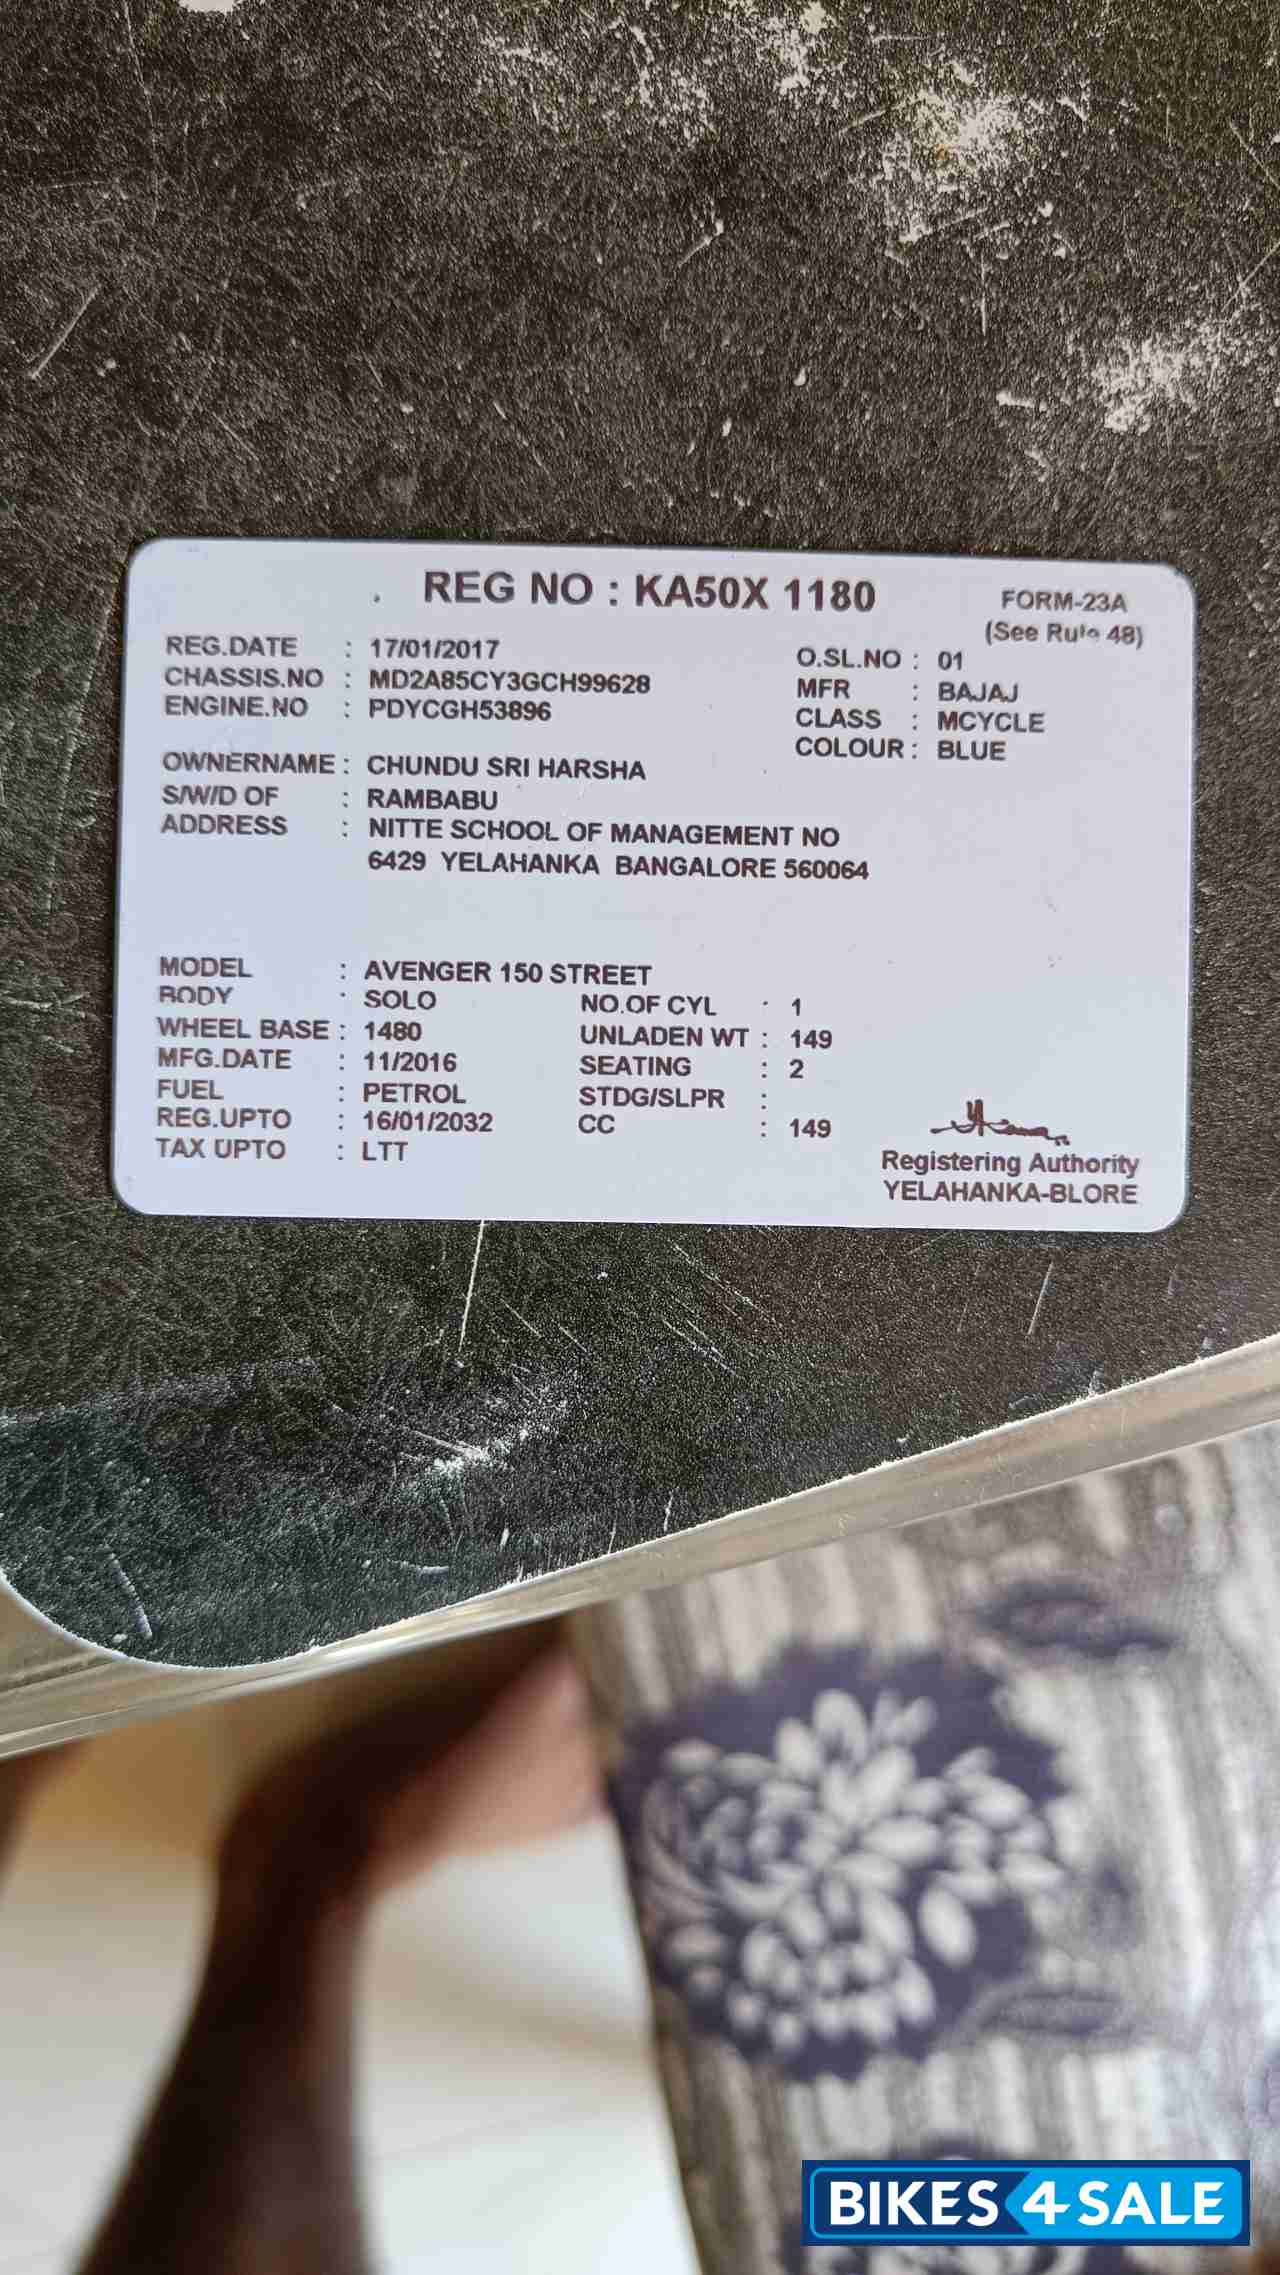 REG NO : KA50X 1180
FORM-23A
(See Rule 48)
REG.DATE : 17/01/2017
CHASSIS.NO : MD2A85CY3GCH99628
ENGINE.NO : PDYCGH53896
O.SL.NO : 01
MFR : BAJAJ
CLASS : MCYCLE
COLOUR : BLUE
OWNERNAME : CHUNDU SRI HARSHA
S/W/D OF : RAMBABU
ADDRESS : NITTE SCHOOL OF MANAGEMENT NO
6429 YELAHANKA BANGALORE 560064
MODEL : AVENGER 150 STREET
BODY : SOLO
WHEEL BASE : 1480
MFG.DATE : 11/2016
FUEL : PETROL
REG.UPTO : 16/01/2032
TAX UPTO : LTT
NO.OF CYL : 1
UNLADEN WT : 149
SEATING : 2
STDG/SLPR :
CC : 149
Registering Authority
YELAHANKA-BLORE
BIKES4SALE